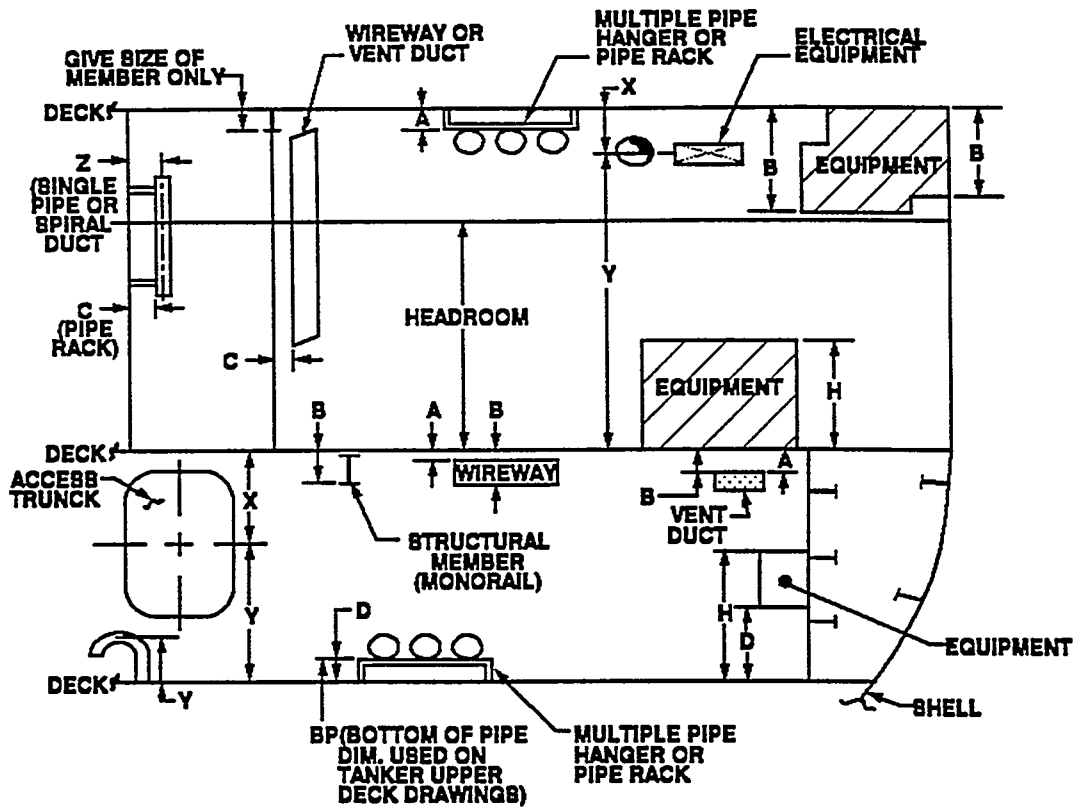 WIREWAY OR
VENT DUCT
MULTIPLE PIPE
HANGER OR
PIPE RACK
ELECTRICAL
EQUIPMENT
GIVE SIZE OF
MEMBER ONLY
X
DECK
A
Z
(SINGLE
PIPE OR
SPIRAL
DUCT
B
EQUIPMENT
B
Y
HEADROOM
C
(PIPE
RACK)
C
EQUIPMENT
H
B
A
B
DECK
ACCESS
TRUNCK
X
WIREWAY
A
B
VENT
DUCT
STRUCTURAL
MEMBER
(MONORAIL)
D
Y
H
D
EQUIPMENT
DECK
Y
SHELL
BP(BOTTOM OF PIPE
DIM. USED ON
TANKER UPPER
DECK DRAWINGS)
MULTIPLE PIPE
HANGER OR
PIPE RACK